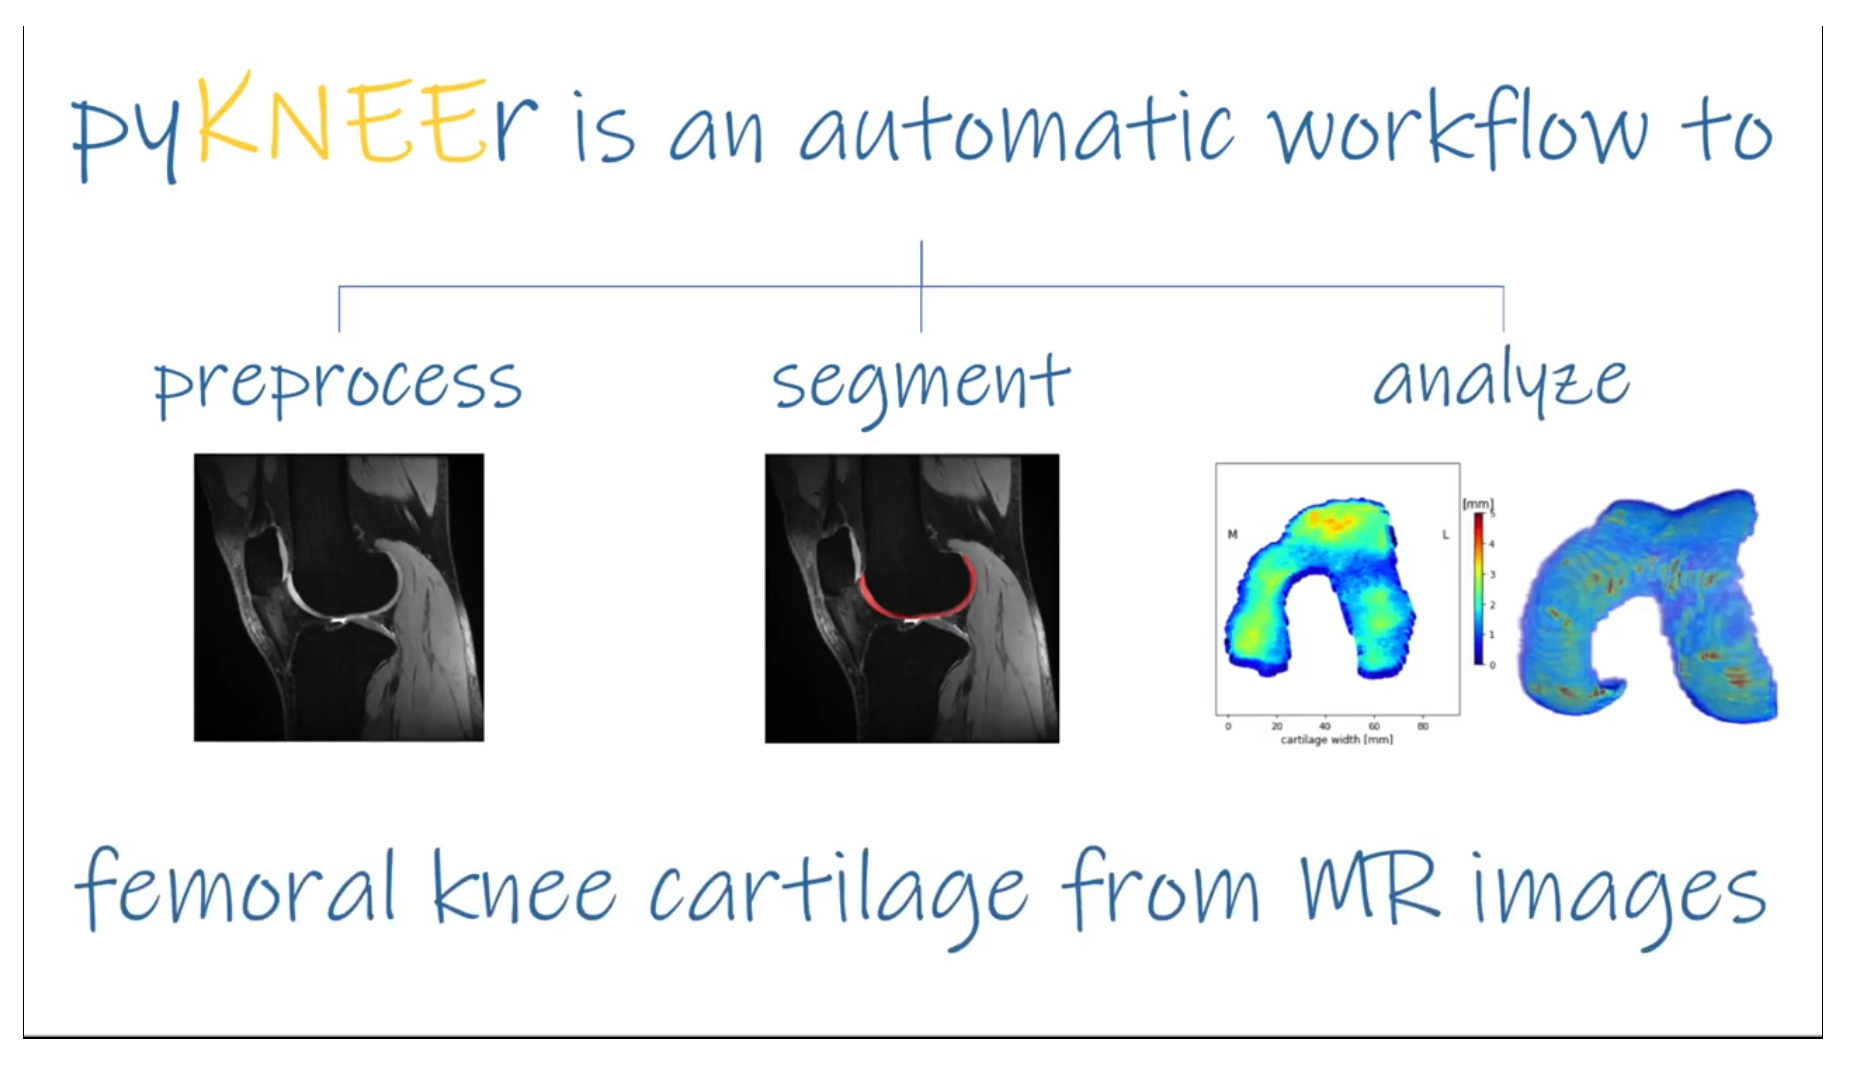 pyKNEEr is an automatic workflow to
preprocess
segment
analyze
[mm]
M
L
5
4
3
2
1
0
0 20 40 60 80
cartilage width [mm]
femoral knee cartilage from MR images